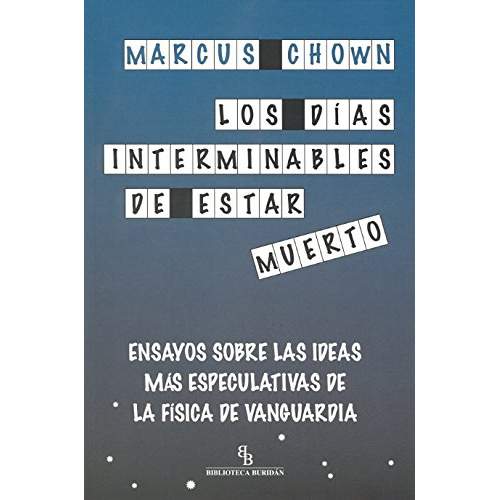 MARCUS CHOWN
LOS DÍAS
INTERMINABLES
DE ESTAR
MUERTO
ENSAYOS SOBRE LAS IDEAS
MÁS ESPECULATIVAS DE
LA FÍSICA DE VANGUARDIA
BB
BIBLIOTECA BURIDÁN